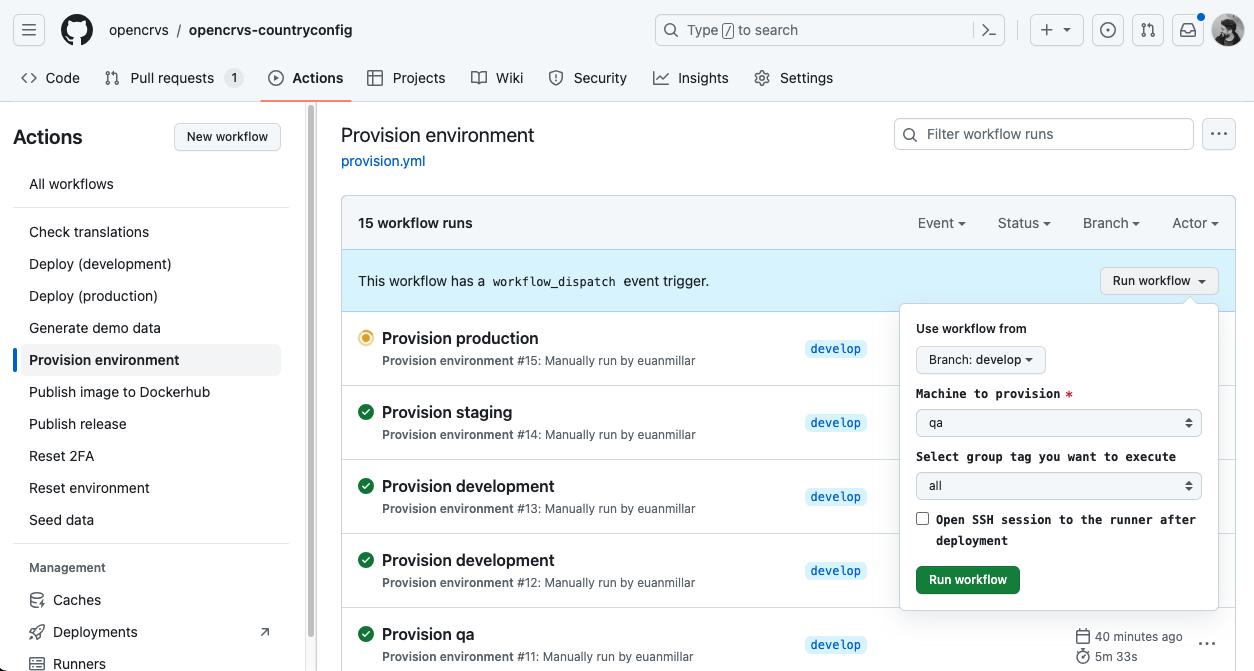 opencrvs / opencrvs-countryconfig
Type / to search
Code
Pull requests 1
Actions
Projects
Wiki
Security
Insights
Settings
Actions
New workflow
All workflows
Check translations
Deploy (development)
Deploy (production)
Generate demo data
Provision environment
Publish image to Dockerhub
Publish release
Reset 2FA
Reset environment
Seed data
Management
Caches
Deployments
Runners
Provision environment
provision.yml
Filter workflow runs
15 workflow runs
Event
Status
Branch
Actor
This workflow has a workflow_dispatch event trigger.
Run workflow
Provision production
Provision environment #15: Manually run by euanmillar
develop
Provision staging
Provision environment #14: Manually run by euanmillar
develop
Provision development
Provision environment #13: Manually run by euanmillar
develop
Provision development
Provision environment #12: Manually run by euanmillar
develop
Provision qa
Provision environment #11: Manually run by euanmillar
develop
40 minutes ago
5m 33s
Use workflow from
Branch: develop
Machine to provision *
qa
Select group tag you want to execute
all
Open SSH session to the runner after
deployment
Run workflow